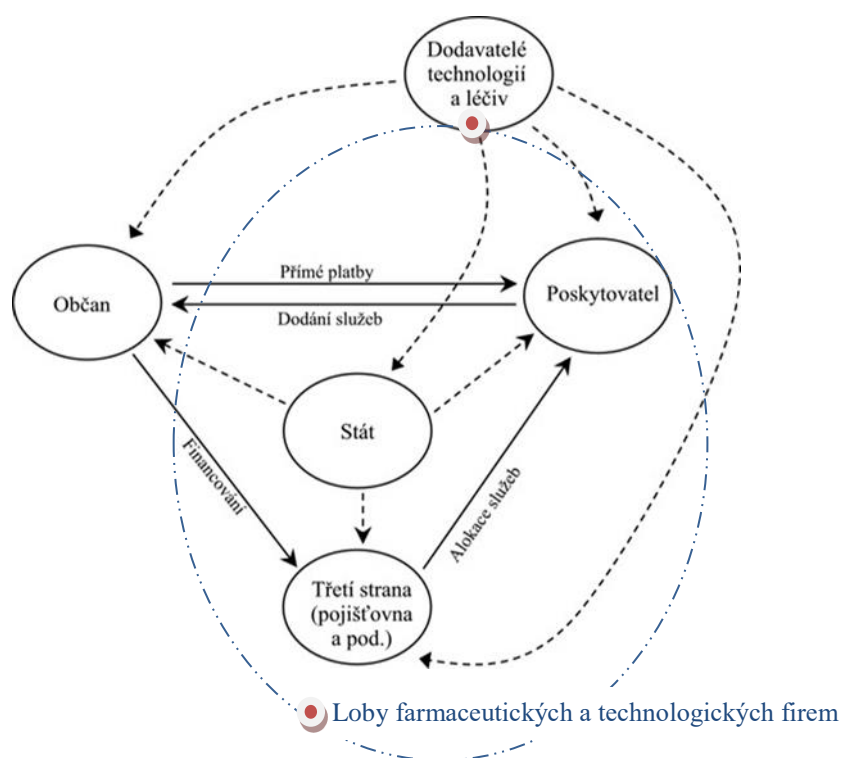 Dodavatelé
technologií
a léčiv
Přímé platby
Občan
Poskytovatel
Dodání služeb
Stát
Financování
Alokace služeb
Třetí strana
(pojišťovna
a pod.)
Loby farmaceutických a technologických firem